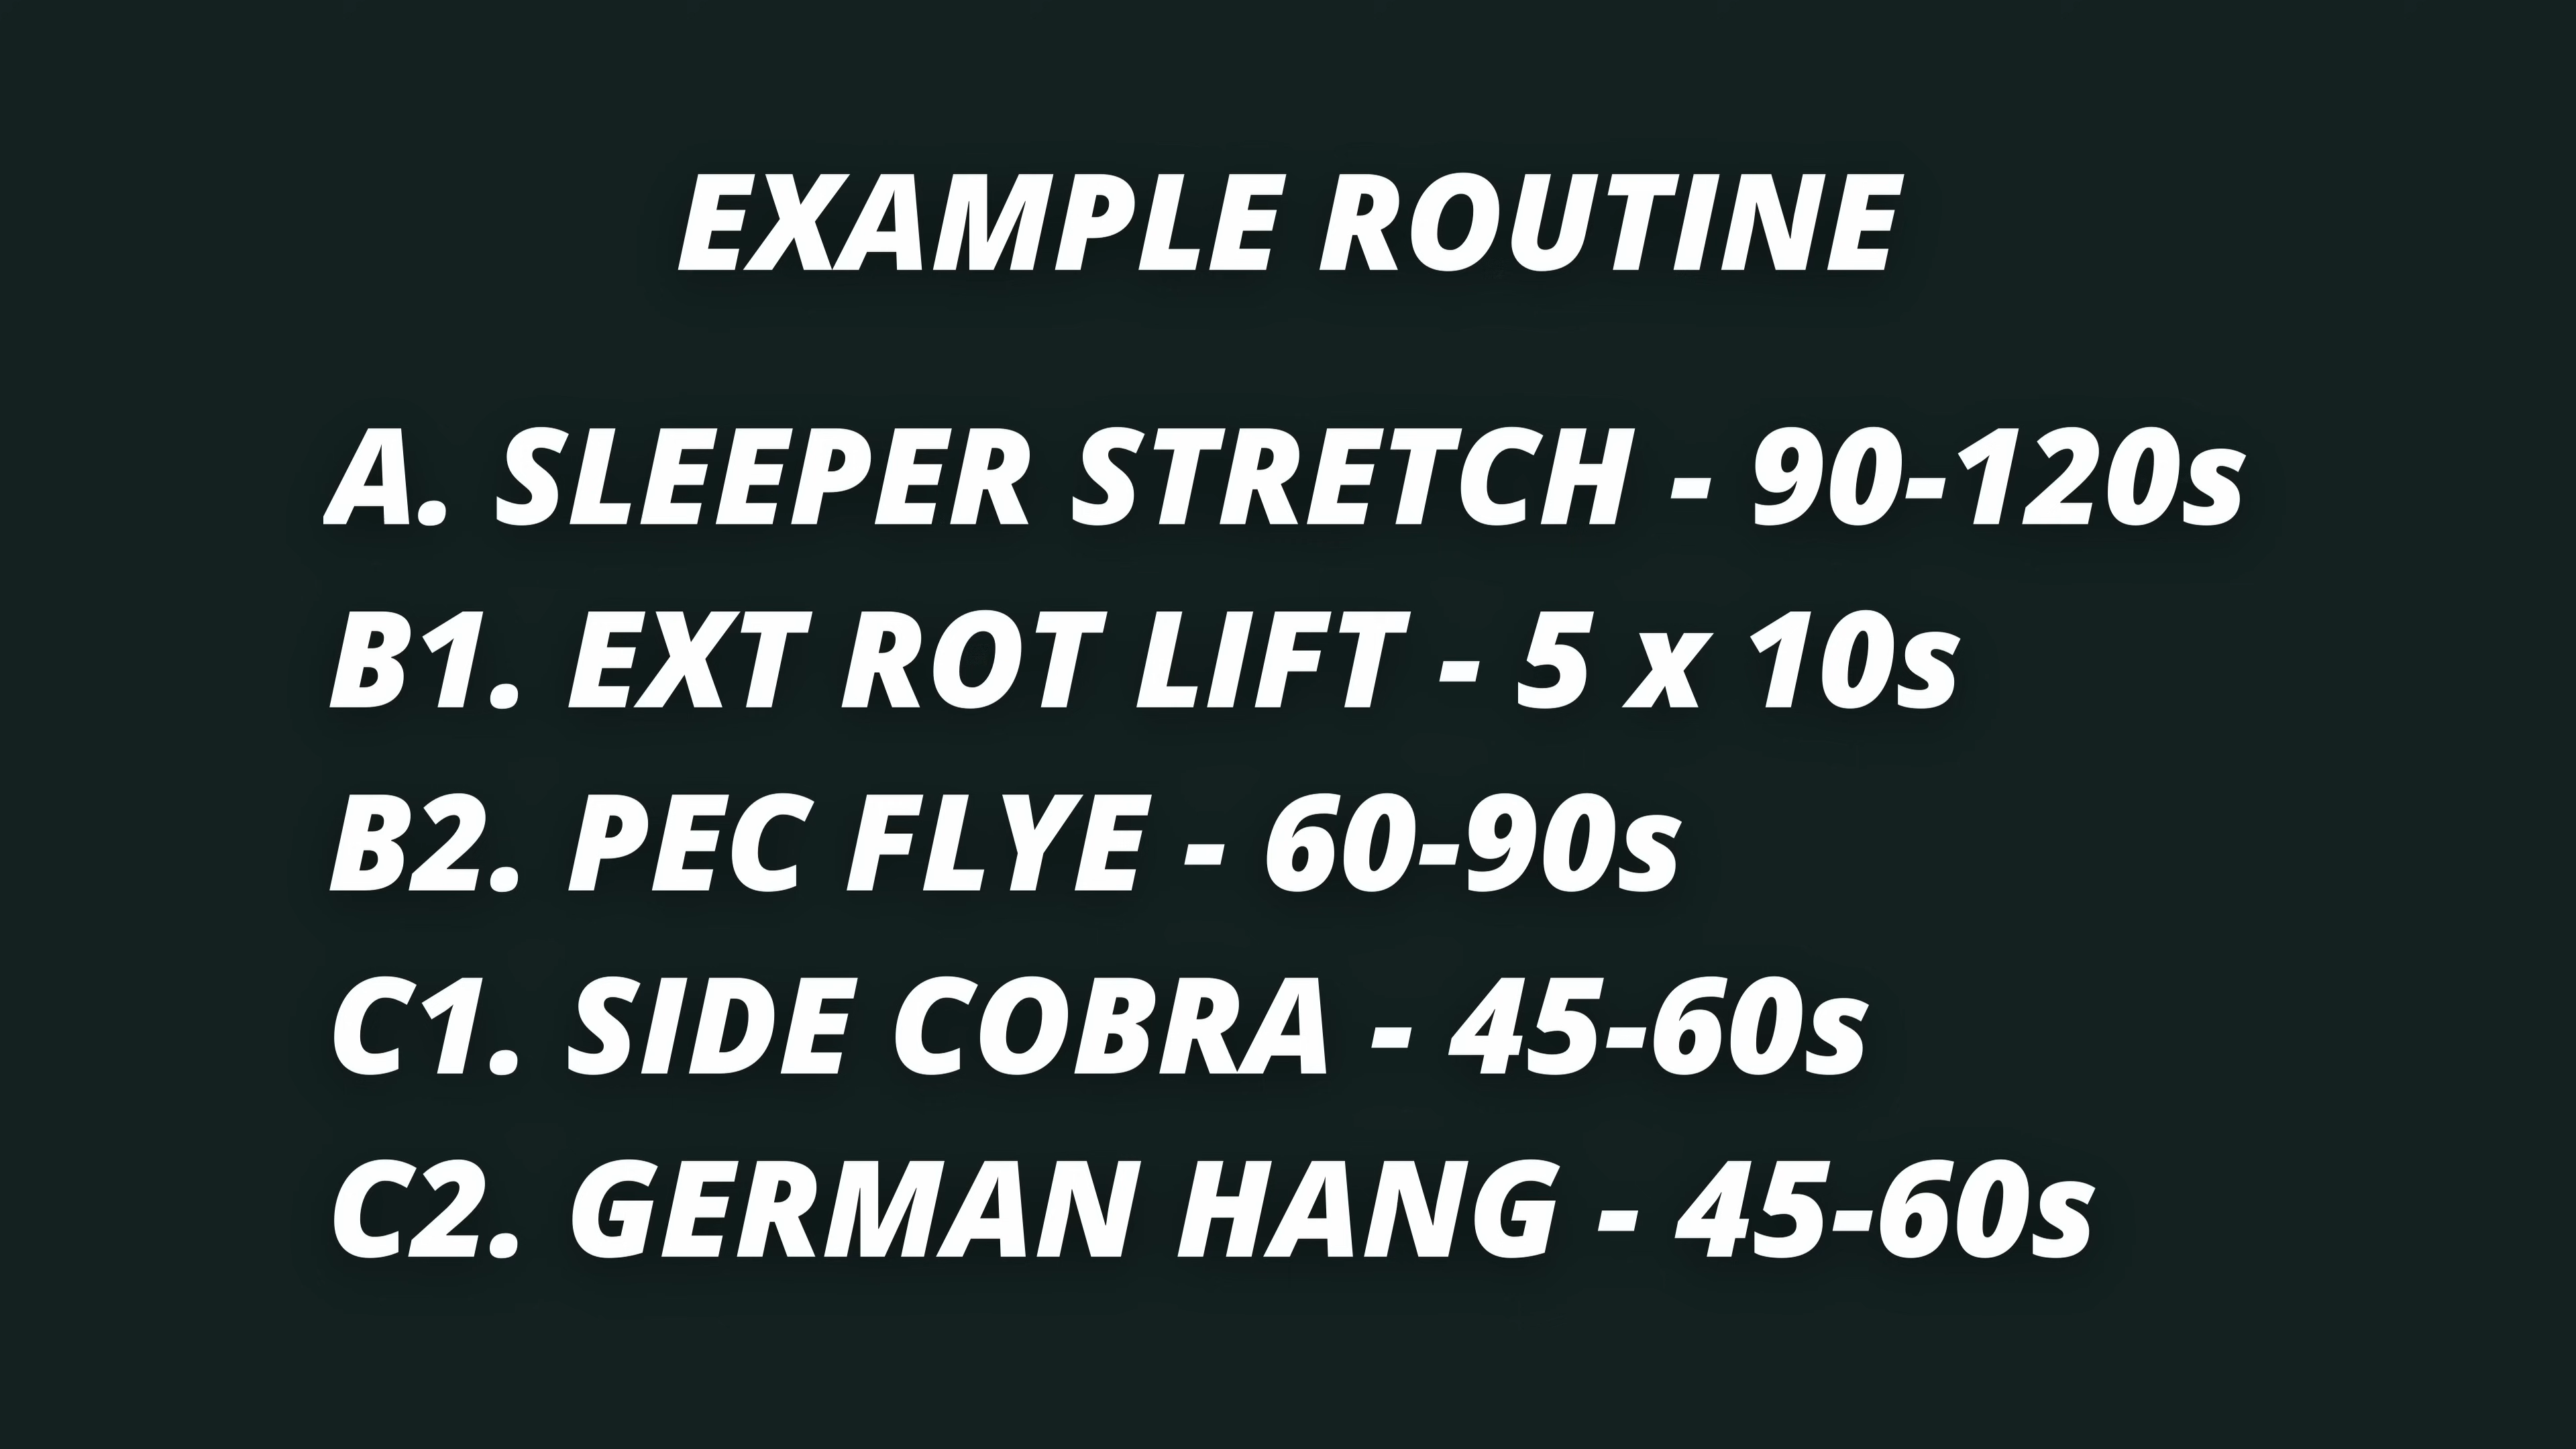 EXAMPLE ROUTINE
A. SLEEPER STRETCH - 90-120s
B1. EXT ROT LIFT - 5 x 10s
B2. PEC FLYE - 60-90s
C1. SIDE COBRA - 45-60s
C2. GERMAN HANG - 45-60s